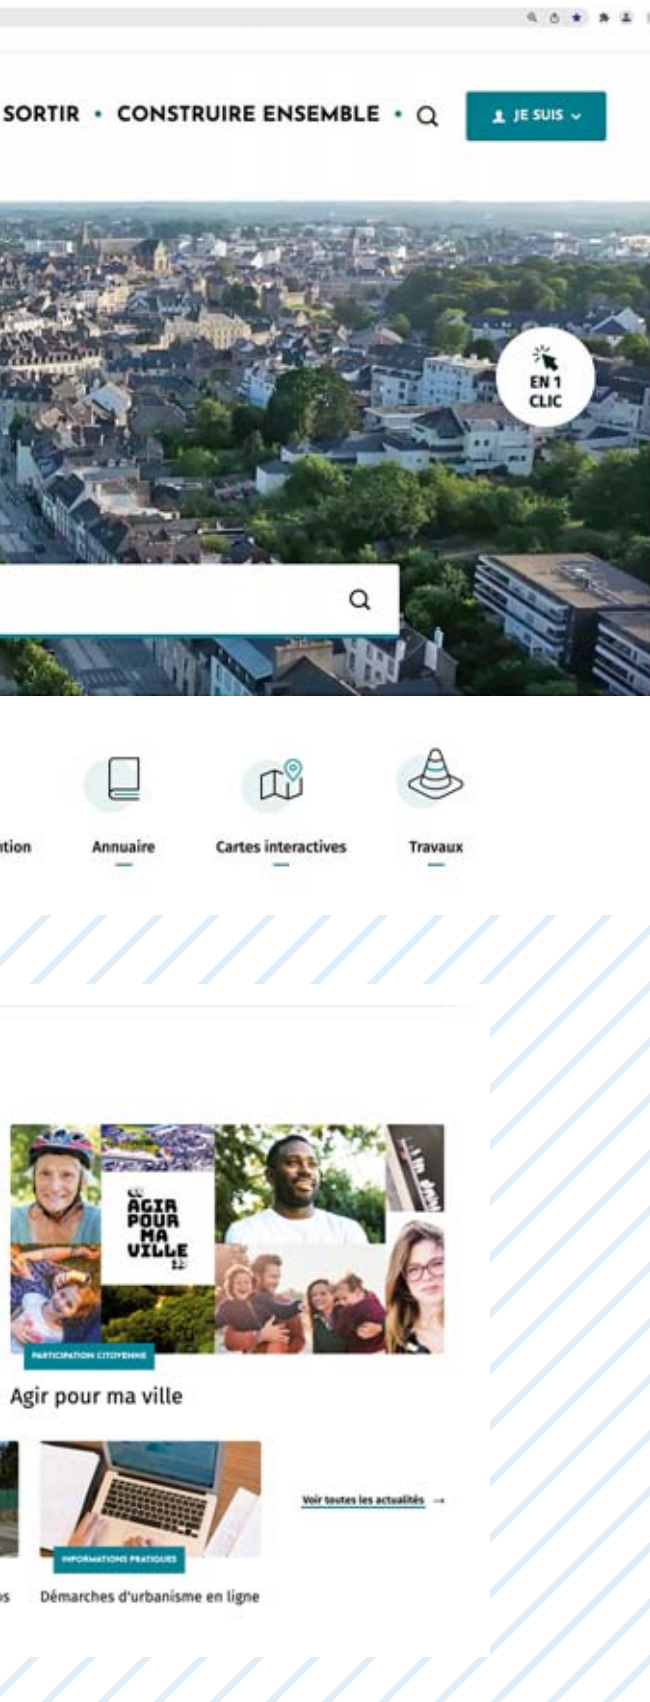 SORTIR • CONSTRUIRE ENSEMBLE •
JE SUIS
EN 1
CLIC
Annuaire
Cartes interactives
Travaux
AGIR
POUR
MA
VILLE
PARTICIPATION CITOYENNE
Agir pour ma ville
Voir toutes les actualités →
INFORMATIONS PRATIQUES
Démarches d'urbanisme en ligne